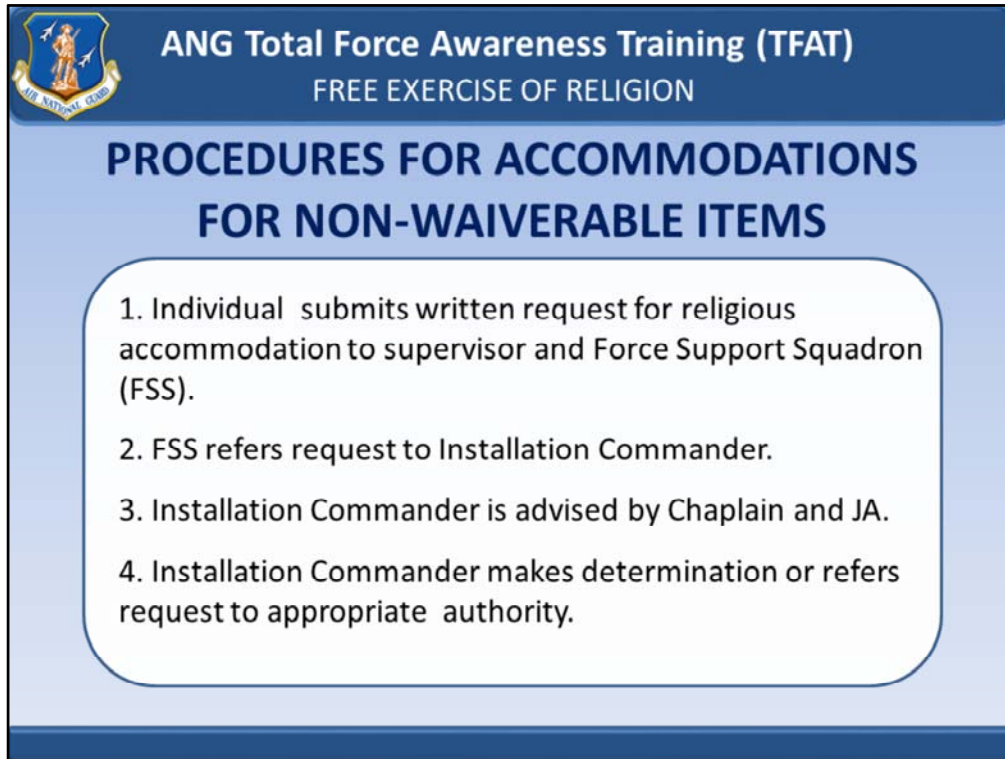 ANG Total Force Awareness Training (TFAT)
FREE EXERCISE OF RELIGION
AIR NATIONAL GUARD
PROCEDURES FOR ACCOMMODATIONS
FOR NON-WAIVERABLE ITEMS
1. Individual  submits written request for religious
accommodation to supervisor and Force Support Squadron
(FSS).
2. FSS refers request to Installation Commander.
3. Installation Commander is advised by Chaplain and JA.
4. Installation Commander makes determination or refers
request to appropriate  authority.